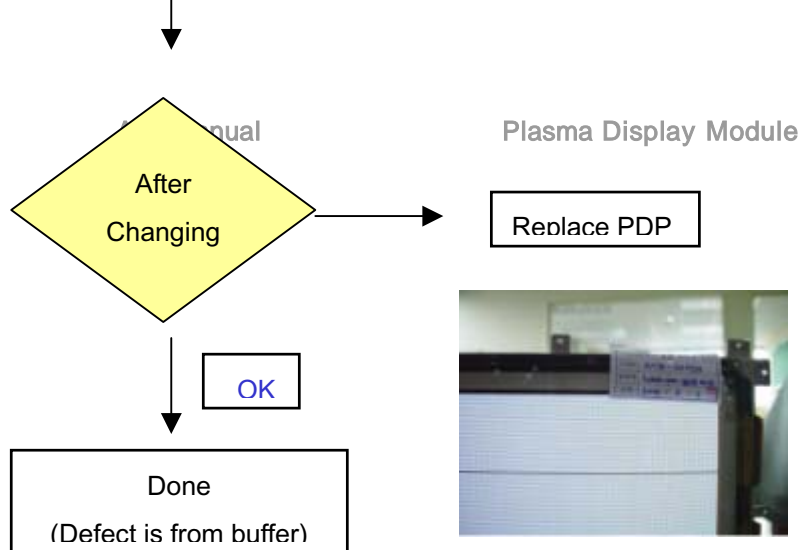 Plasma Display Module
After
Changing
Replace PDP
OK
Done
(Defect is from buffer)